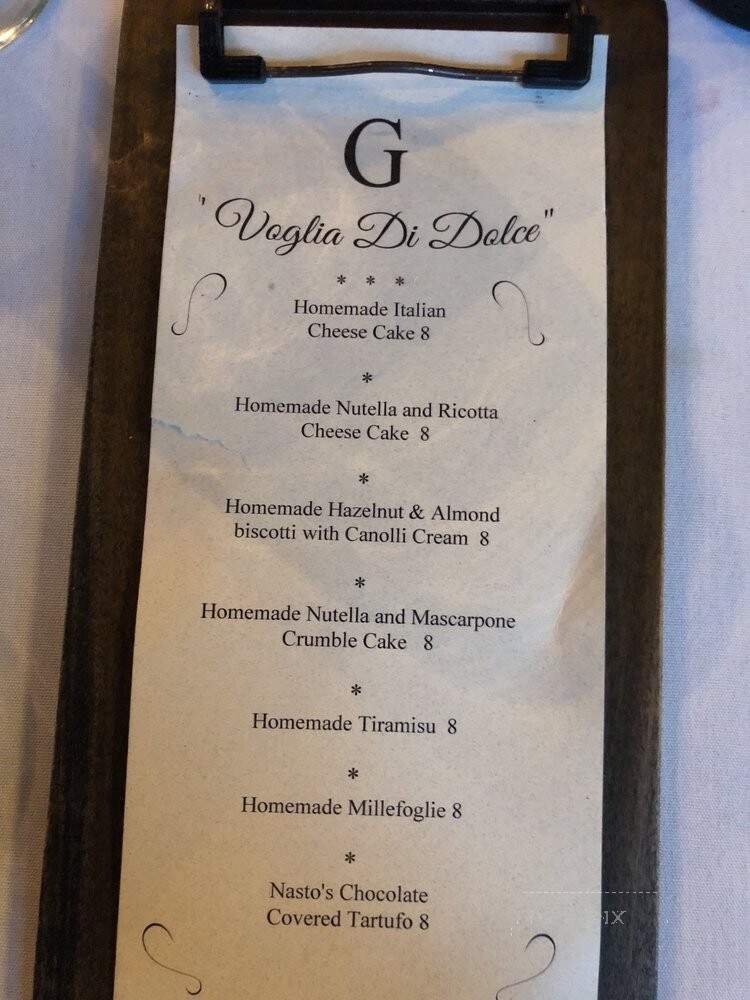 G
"Voglia Di Dolce"
* * *
Homemade Italian
Cheese Cake 8
*
Homemade Nutella and Ricotta
Cheese Cake 8
*
Homemade Hazelnut & Almond
biscotti with Canolli Cream 8
*
Homemade Nutella and Mascarpone
Crumble Cake 8
*
Homemade Tiramisu 8
*
Homemade Millefoglie 8
*
Nasto's Chocolate
Covered Tartufo 8